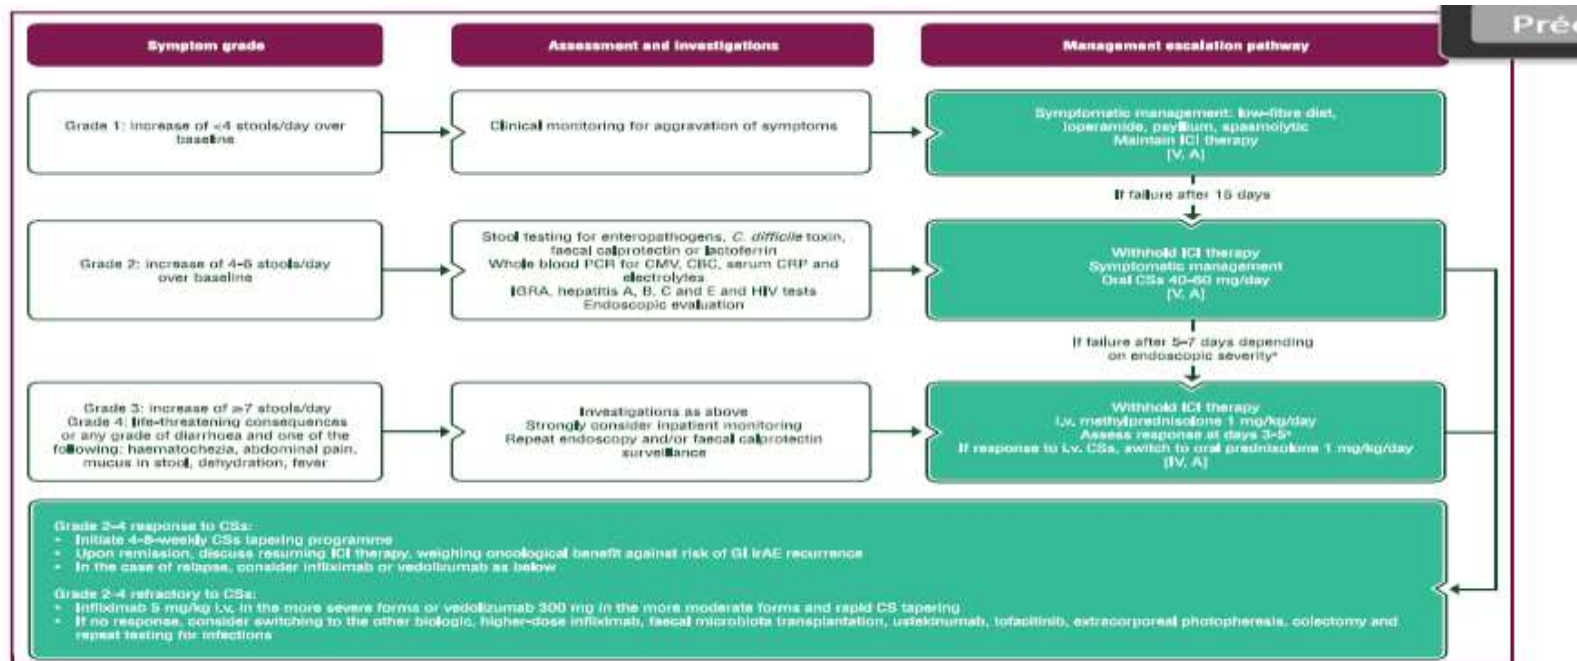 Préc
Symptom grade
Assessment and investigations
Management escalation pathway
Grade 1: increase of <4 stools/day over
baseline
Clinical monitoring for aggravation of symptoms
Symptomatic management: low-fibre diet,
loperamide, psyllium, spasmolytic
Maintain ICI therapy
[V, A]
If failure after 15 days
Grade 2: increase of 4-6 stools/day
over baseline
Stool testing for enteropathogens, C. difficile toxin,
faecal calprotectin or lactoferrin
Whole blood PCR for CMV, CBC, serum CRP and
electrolytes
IGRA, hepatitis A, B, C and E and HIV tests
Endoscopic evaluation
Withhold ICI therapy
Symptomatic management
Oral CSs 40-60 mg/day
[V, A]
If failure after 5-7 days depending
on endoscopic severity*
Grade 3: increase of ≥7 stools/day
Grade 4: life-threatening consequences
or any grade of diarrhoea and one of the
following: haematochezia, abdominal pain,
mucus in stool, dehydration, fever
Investigations as above
Strongly consider inpatient monitoring
Repeat endoscopy and/or faecal calprotectin
surveillance
Withhold ICI therapy
i.v. methylprednisolone 1 mg/kg/day
Assess response at days 3-5*
If response to i.v. CSs, switch to oral prednisolone 1 mg/kg/day
[IV, A]
Grade 2-4 response to CSs:
• Initiate 4-8-weekly CSs tapering programme
• Upon remission, discuss resuming ICI therapy, weighing oncological benefit against risk of GI irAE recurrence
• In the case of relapse, consider infliximab or vedolizumab as below
Grade 2-4 refractory to CSs:
• Infliximab 5 mg/kg i.v. in the more severe forms or vedolizumab 300 mg in the more moderate forms and rapid CS tapering
• If no response, consider switching to the other biologic, higher-dose infliximab, faecal microbiota transplantation, ustekinumab, tofacitinib, extracorporeal photopheresis, colectomy and
repeat testing for infections